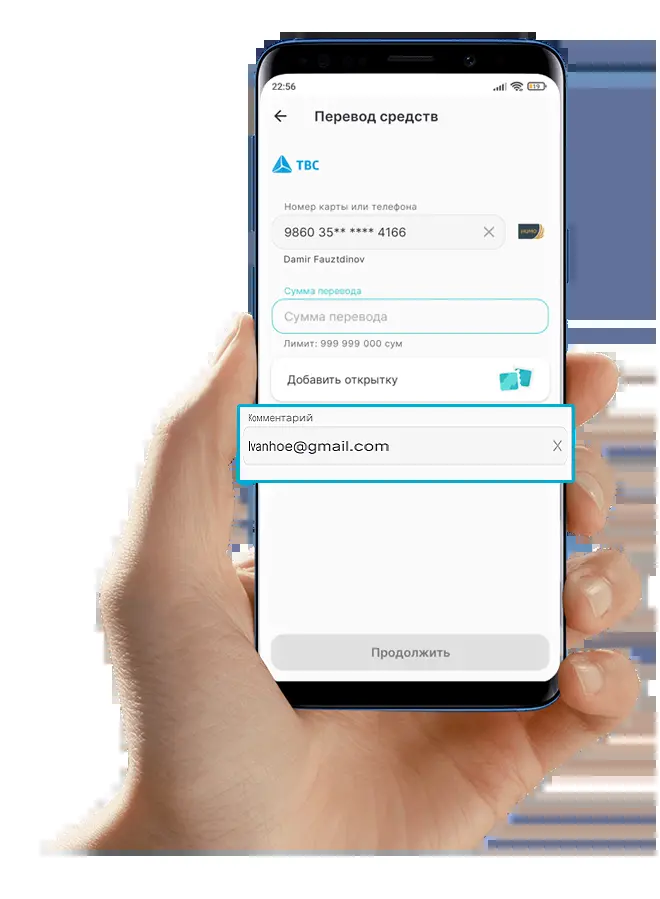 22:56
119
Перевод средств
TBC
Номер карты или телефона
9860 35** **** 4166
Damir Fauztdinov
Сумма перевода
Сумма перевода
Лимит: 999 999 000 сум
Добавить открытку
Комментарий
Ivanhoe@gmail.com
Продолжить